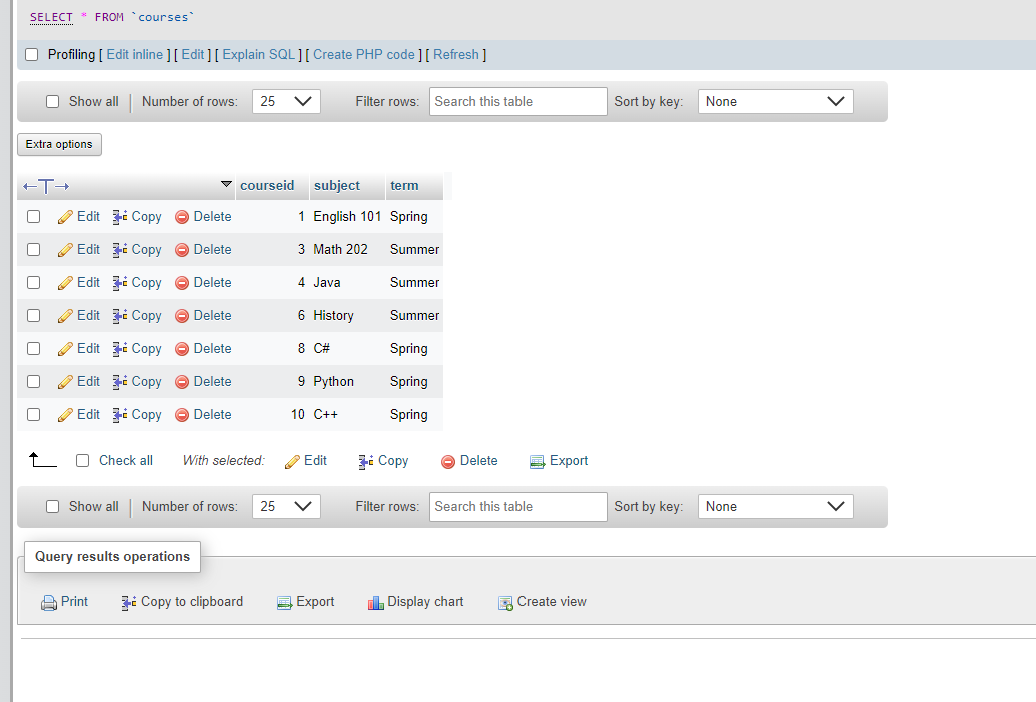 SELECT * FROM `courses`
Profiling [ Edit inline ] [ Edit ] [ Explain SQL ] [ Create PHP code ] [ Refresh ]
Show all Number of rows: 25 Filter rows: Search this table Sort by key: None
Extra options
courseid subject term
Edit Copy Delete 1 English 101 Spring
Edit Copy Delete 3 Math 202 Summer
Edit Copy Delete 4 Java Summer
Edit Copy Delete 6 History Summer
Edit Copy Delete 8 C# Spring
Edit Copy Delete 9 Python Spring
Edit Copy Delete 10 C++ Spring
Check all With selected: Edit Copy Delete Export
Show all Number of rows: 25 Filter rows: Search this table Sort by key: None
Query results operations
Print Copy to clipboard Export Display chart Create view